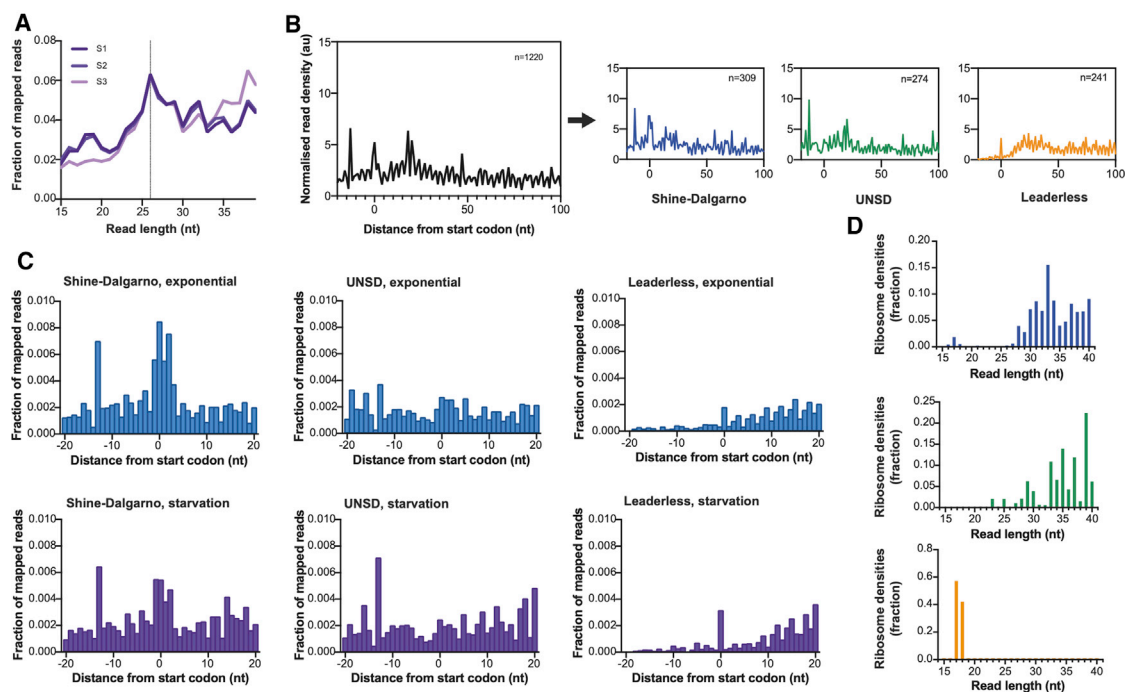 A
Fraction of mapped reads
0.08
0.06
0.04
0.02
0.00
S1
S2
S3
15 20 25 30 35
Read length (nt)
B
Normalised read density (au)
15
10
5
0
n=1220
0 50 100
Distance from start codon (nt)
15
10
5
0
n=309
0 50 100
Shine-Dalgarno
15
10
5
0
n=274
0 50 100
UNSD
15
10
5
0
n=241
0 50 100
Leaderless
C
Shine-Dalgarno, exponential
Fraction of mapped reads
0.010
0.008
0.006
0.004
0.002
0.000
-20 -10 0 10 20
Distance from start codon (nt)
UNSD, exponential
Fraction of mapped reads
0.010
0.008
0.006
0.004
0.002
0.000
-20 -10 0 10 20
Distance from start codon (nt)
Leaderless, exponential
Fraction of mapped reads
0.010
0.008
0.006
0.004
0.002
0.000
-20 -10 0 10 20
Distance from start codon (nt)
Shine-Dalgarno, starvation
Fraction of mapped reads
0.010
0.008
0.006
0.004
0.002
0.000
-20 -10 0 10 20
Distance from start codon (nt)
UNSD, starvation
Fraction of mapped reads
0.010
0.008
0.006
0.004
0.002
0.000
-20 -10 0 10 20
Distance from start codon (nt)
Leaderless, starvation
Fraction of mapped reads
0.010
0.008
0.006
0.004
0.002
0.000
-20 -10 0 10 20
Distance from start codon (nt)
D
Ribosome densities
(fraction)
0.20
0.15
0.10
0.05
0.00
15 20 25 30 35 40
Read length (nt)
Ribosome densities
(fraction)
0.25
0.20
0.15
0.10
0.05
0.00
15 20 25 30 35 40
Read length (nt)
Ribosome densities
(fraction)
0.8
0.6
0.4
0.2
0.0
15 20 25 30 35 40
Read length (nt)